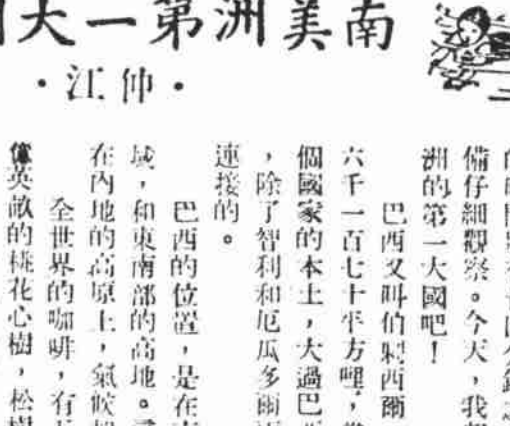 南美洲第一大
·江仲·
備仔細觀察。今天，我
洲的第一大國吧！
巴西又叫伯剌西爾
六千一百七十平方哩，
個國家的本土，大過巴
，除了智利和厄瓜多爾
連接的。
巴西的位置，是在
域，和東南部的高地。
在內地的高原上，氣候
全世界的咖啡，有
像英畝的桃花心樹，松樹